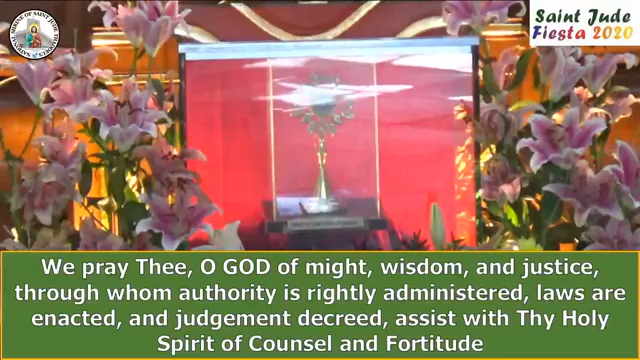 Saint Jude
Fiesta 2020
We pray Thee, O GOD of might, wisdom, and justice,
through whom authority is rightly administered, laws are
enacted, and judgement decreed, assist with Thy Holy
Spirit of Counsel and Fortitude